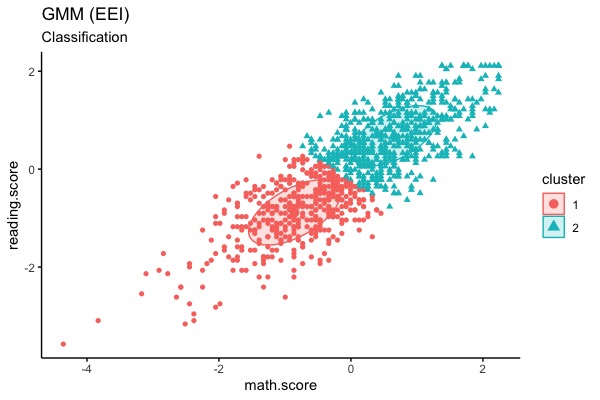 GMM (EEI)
Classification
reading.score
2
0
-2
-4
-2
0
2
math.score
cluster
1
2